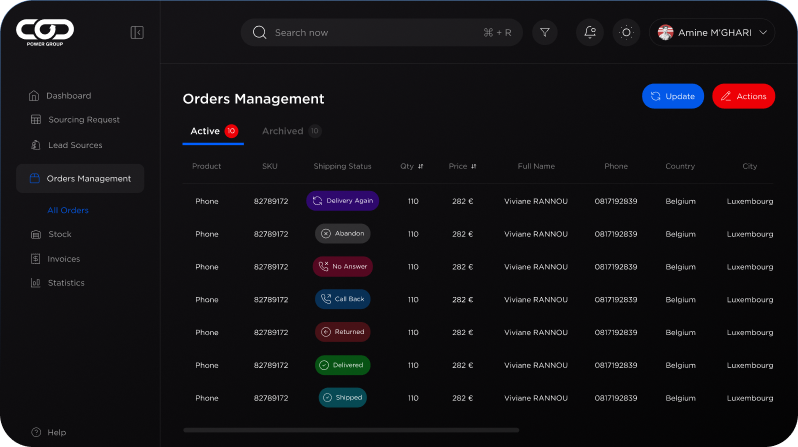 COD
POWER GROUP
Search now
⌘ + R
Amine M'GHARI
Dashboard
Sourcing Request
Lead Sources
Orders Management
All Orders
Stock
Invoices
Statistics
Help
Orders Management
Update
Actions
Active 10
Archived 10
Product SKU Shipping Status Qty Price Full Name Phone Country City
Phone 82789172 Delivery Again 110 282 € Viviane RANNOU 0817192839 Belgium Luxembourg
Phone 82789172 Abandon 110 282 € Viviane RANNOU 0817192839 Belgium Luxembourg
Phone 82789172 No Answer 110 282 € Viviane RANNOU 0817192839 Belgium Luxembourg
Phone 82789172 Call Back 110 282 € Viviane RANNOU 0817192839 Belgium Luxembourg
Phone 82789172 Returned 110 282 € Viviane RANNOU 0817192839 Belgium Luxembourg
Phone 82789172 Delivered 110 282 € Viviane RANNOU 0817192839 Belgium Luxembourg
Phone 82789172 Shipped 110 282 € Viviane RANNOU 0817192839 Belgium Luxembourg